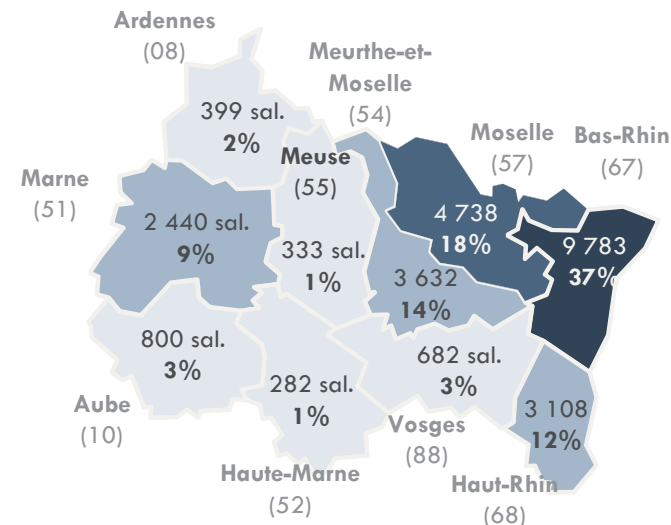 Ardennes
(08)
399 sal.
2%
Meurthe-et-
Moselle
(54)
Moselle
(57)
Bas-Rhin
(67)
Marne
(51)
2 440 sal.
9%
Meuse
(55)
333 sal.
1%
4 738
18%
9 783
37%
3 632
14%
800 sal.
3%
Aube
(10)
282 sal.
1%
Haute-Marne
(52)
682 sal.
3%
Vosges
(88)
3 108
12%
Haut-Rhin
(68)